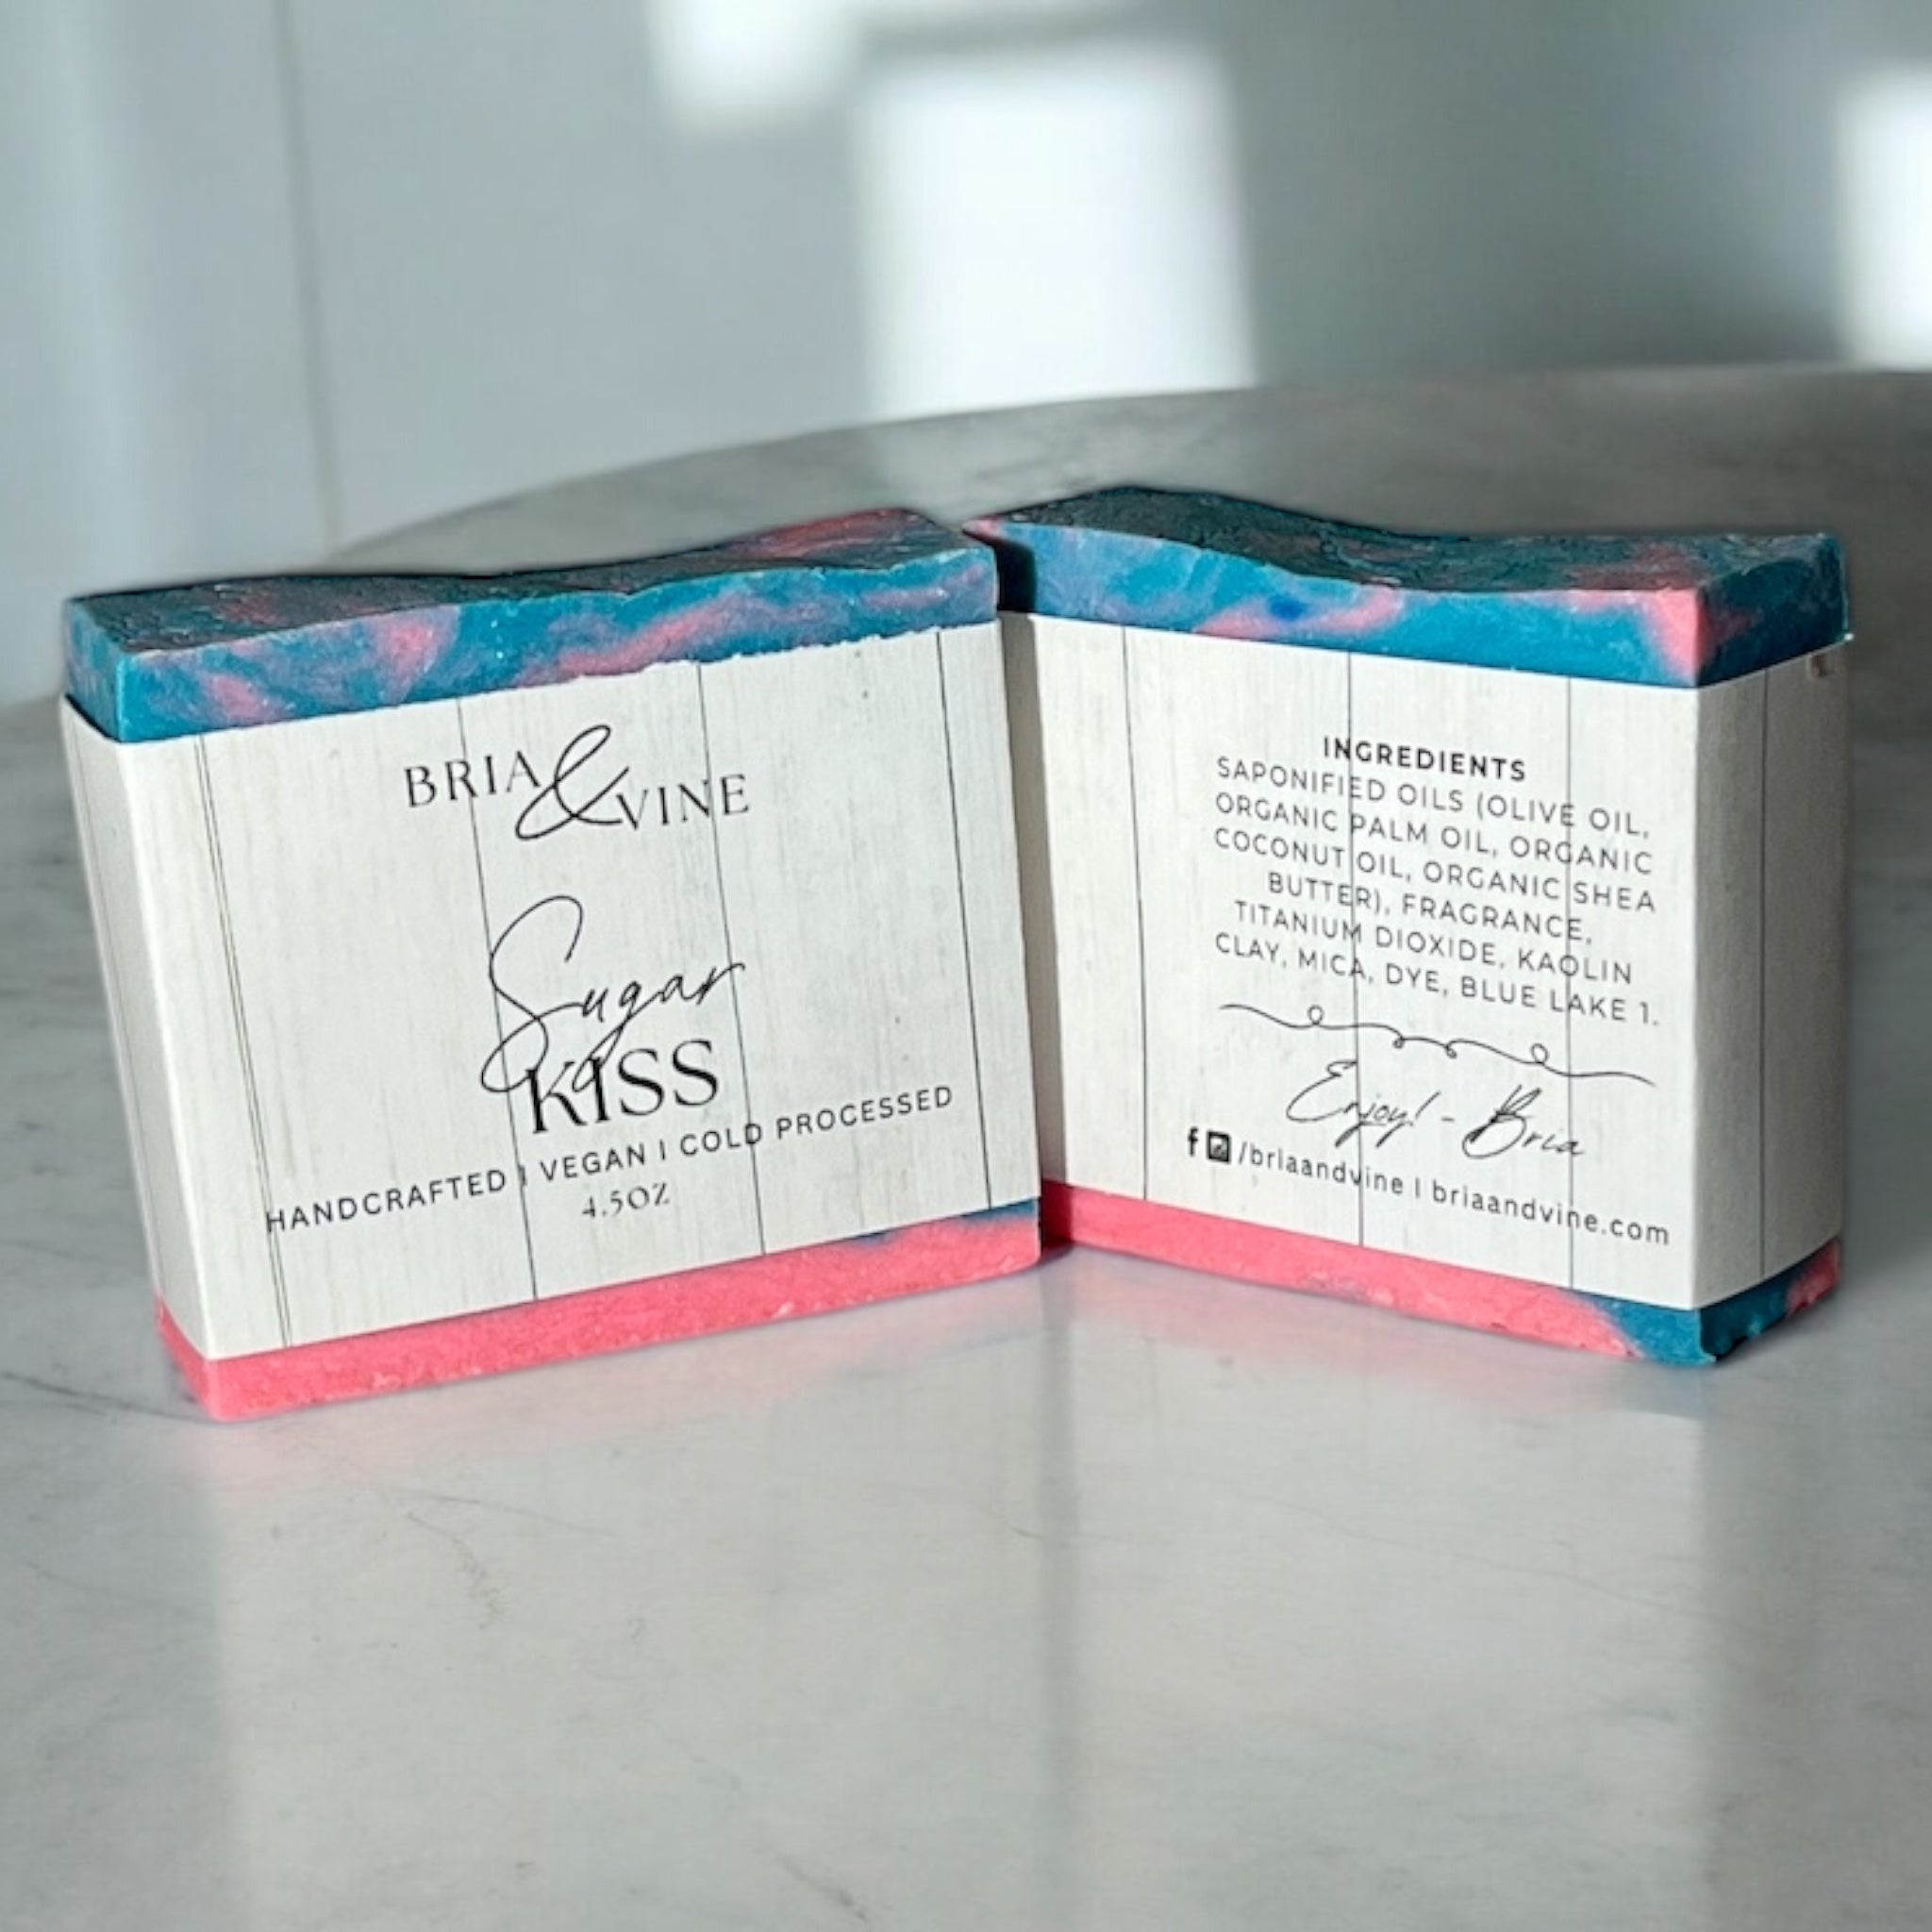 BRIA & VINE
Sugar
KISS
HANDCRAFTED | VEGAN | COLD PROCESSED
4.5OZ
INGREDIENTS
SAPONIFIED OILS (OLIVE OIL,
ORGANIC PALM OIL, ORGANIC
COCONUT OIL, ORGANIC SHEA
BUTTER), FRAGRANCE,
TITANIUM DIOXIDE, KAOLIN
CLAY, MICA, DYE, BLUE LAKE 1.
Enjoy! - Bria
f /briaandvine | briaandvine.com